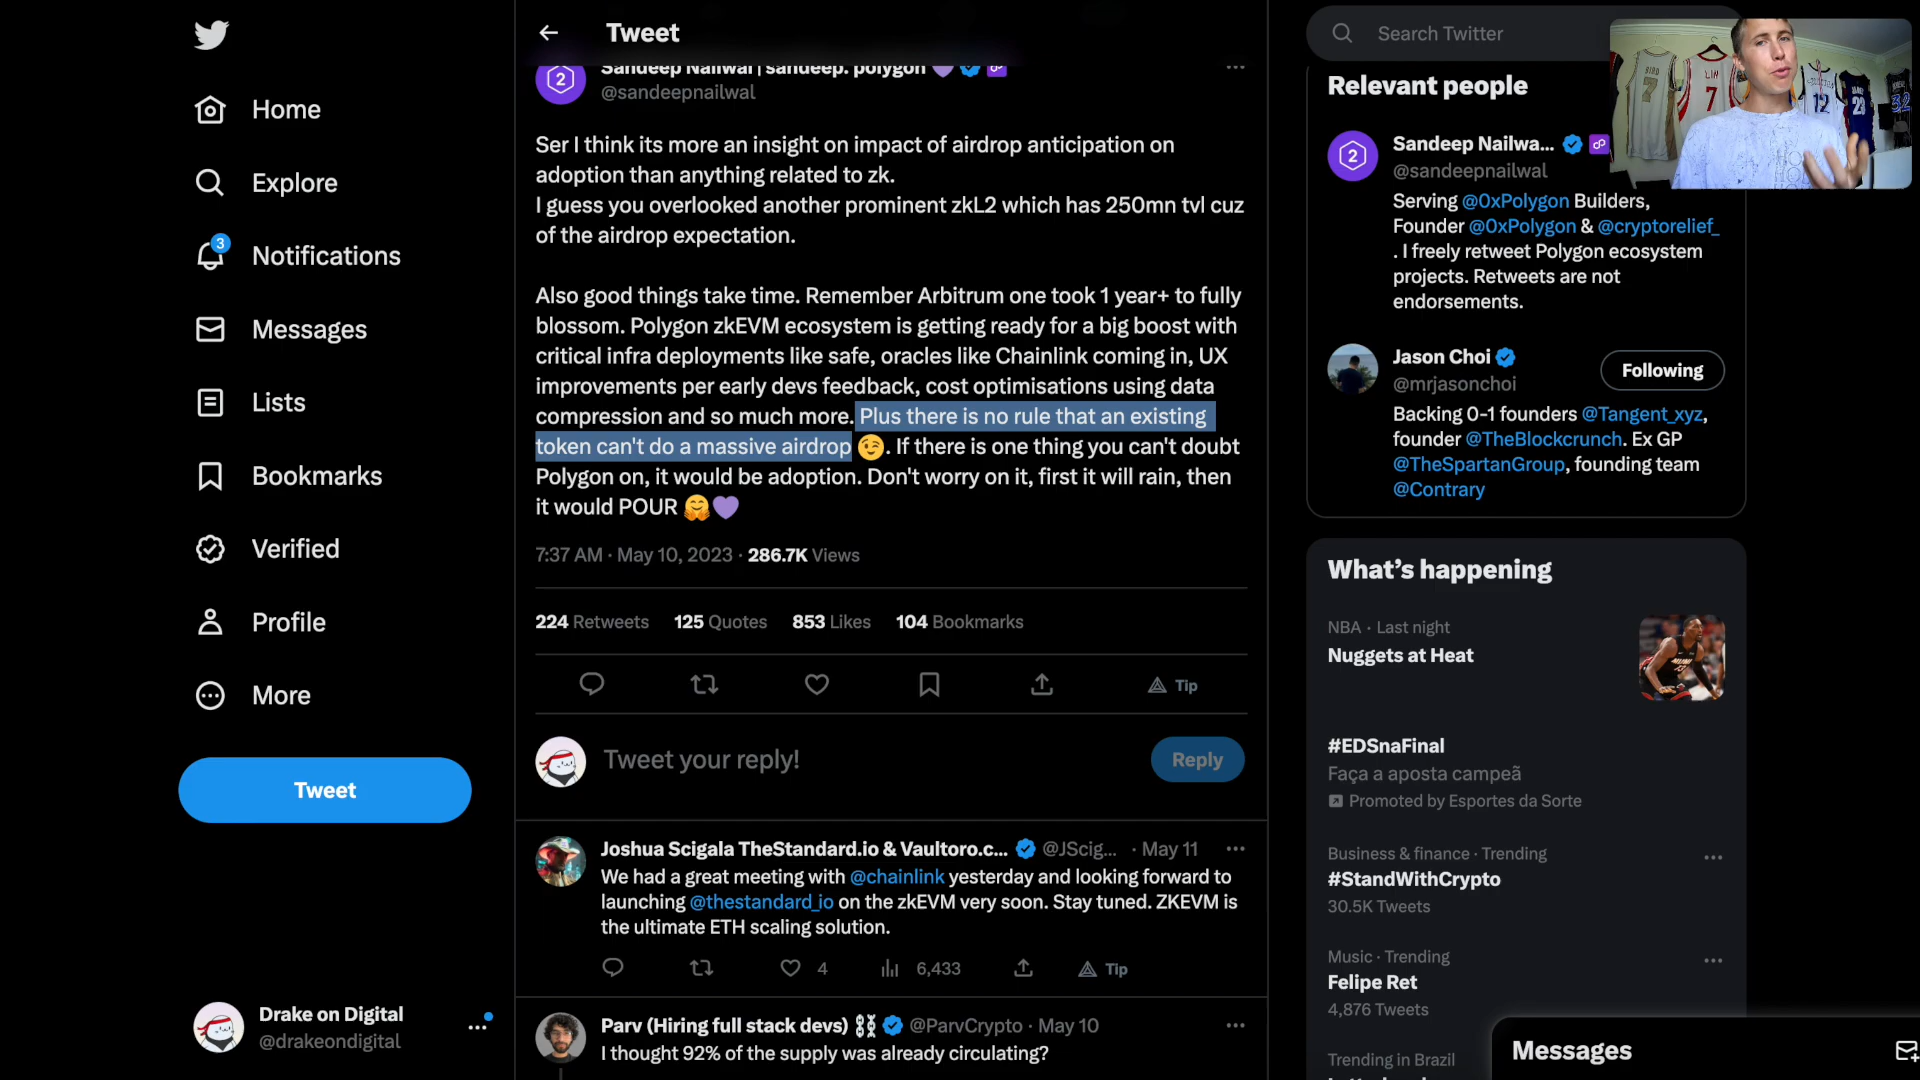 Tweet
Search Twitter
Sandeep Nailwal | sandeep. polygon
@sandeepnailwal
Home
Explore
3
Notifications
Messages
Lists
Bookmarks
Verified
Profile
More
Tweet
Drake on Digital
@drakeondigital
Ser I think its more an insight on impact of airdrop anticipation on
adoption than anything related to zk.
I guess you overlooked another prominent zkL2 which has 250mn tvl cuz
of the airdrop expectation.
Also good things take time. Remember Arbitrum one took 1 year+ to fully
blossom. Polygon zkEVM ecosystem is getting ready for a big boost with
critical infra deployments like safe, oracles like Chainlink coming in, UX
improvements per early devs feedback, cost optimisations using data
compression and so much more. Plus there is no rule that an existing
token can't do a massive airdrop 😉. If there is one thing you can't doubt
Polygon on, it would be adoption. Don't worry on it, first it will rain, then
it would POUR 🤗💜
7:37 AM · May 10, 2023 · 286.7K Views
224 Retweets 125 Quotes 853 Likes 104 Bookmarks
Tip
Tweet your reply!
Reply
Joshua Scigala TheStandard.io & Vaultoro.c... @JScig... · May 11
We had a great meeting with @chainlink yesterday and looking forward to
launching @thestandard_io on the zkEVM very soon. Stay tuned. ZKEVM is
the ultimate ETH scaling solution.
4 6,433 Tip
Parv (Hiring full stack devs) ⛓ @ParvCrypto · May 10
I thought 92% of the supply was already circulating?
Relevant people
Sandeep Nailwa...
@sandeepnailwal
Serving @0xPolygon Builders,
Founder @0xPolygon & @cryptorelief_
. I freely retweet Polygon ecosystem
projects. Retweets are not
endorsements.
Jason Choi
@mrjasonchoi
Following
Backing 0-1 founders @Tangent_xyz,
founder @TheBlockcrunch. Ex GP
@TheSpartanGroup, founding team
@Contrary
What's happening
NBA · Last night
Nuggets at Heat
#EDSnaFinal
Faça a aposta campeã
Promoted by Esportes da Sorte
Business & finance · Trending
#StandWithCrypto
30.5K Tweets
Music · Trending
Felipe Ret
4,876 Tweets
Trending in Brazil
Messages
BIRD
7
LIN
7
12
23
32